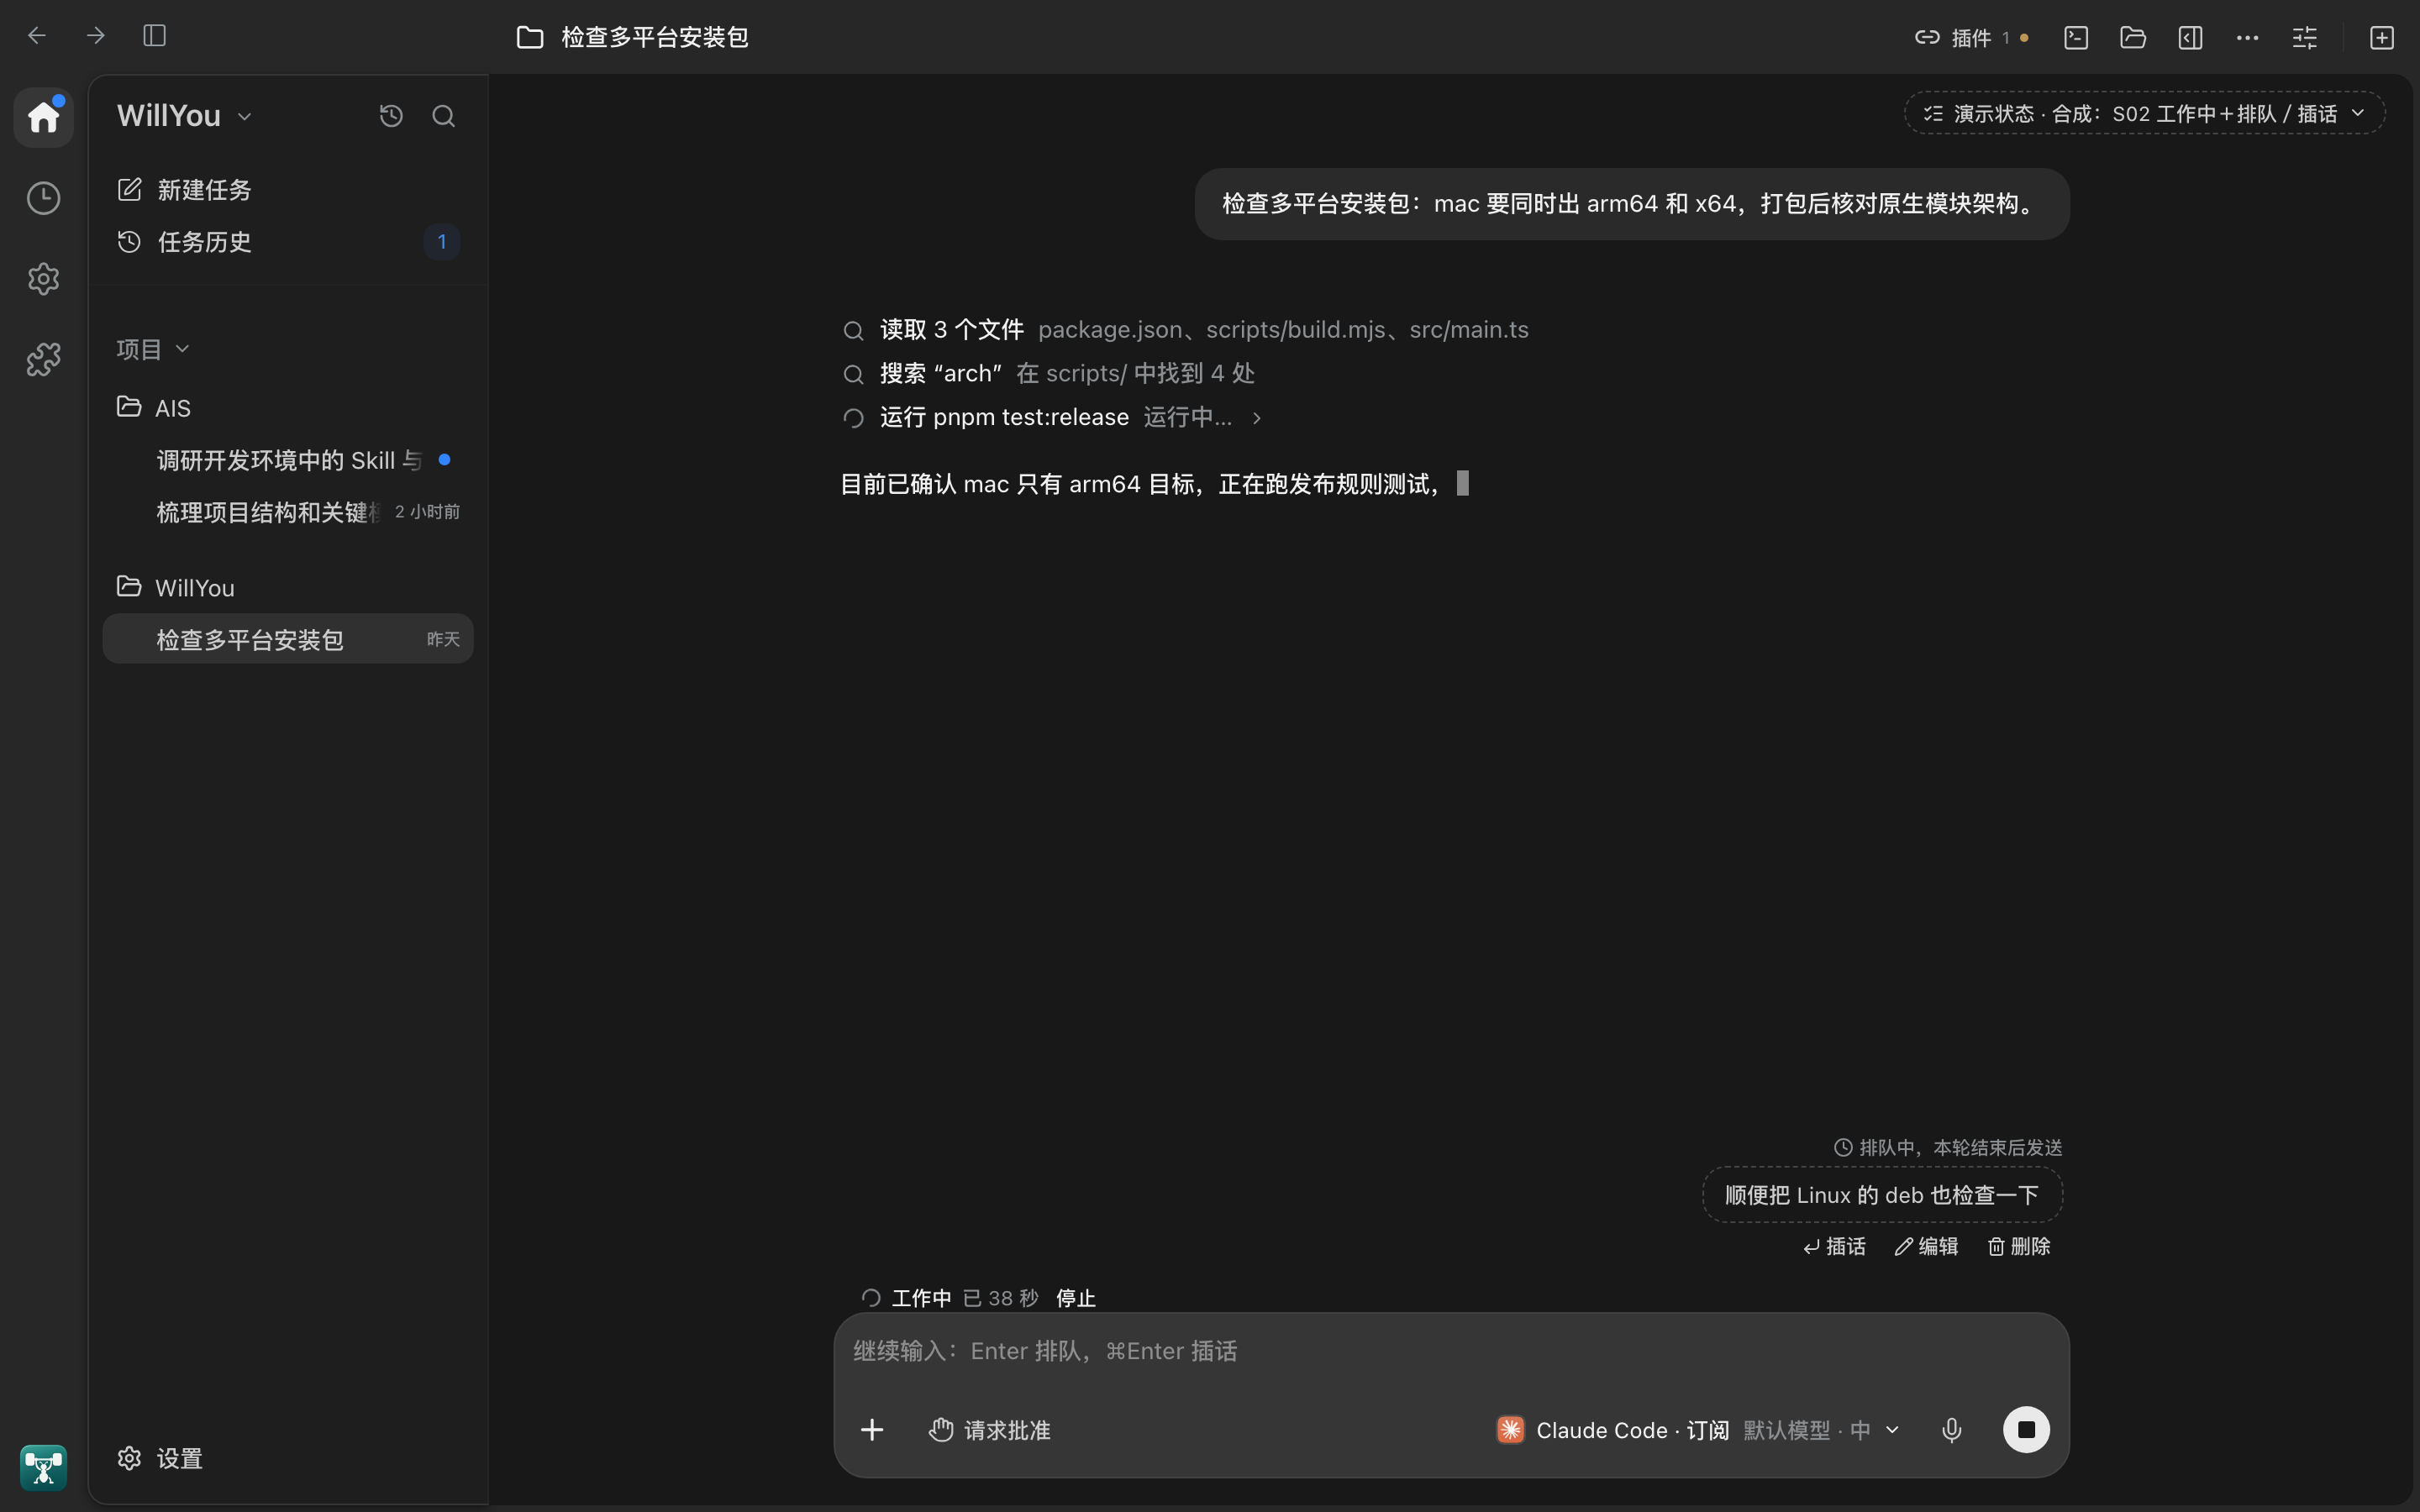 检查多平台安装包
插件 1
WillYou
演示状态 · 合成：S02 工作中＋排队 / 插话
新建任务
任务历史 1
项目
AIS
调研开发环境中的 Skill 与
梳理项目结构和关键 2 小时前
WillYou
检查多平台安装包 昨天
设置
检查多平台安装包：mac 要同时出 arm64 和 x64，打包后核对原生模块架构。
读取 3 个文件 package.json、scripts/build.mjs、src/main.ts
搜索 “arch” 在 scripts/ 中找到 4 处
运行 pnpm test:release 运行中...
目前已确认 mac 只有 arm64 目标，正在跑发布规则测试，
排队中，本轮结束后发送
顺便把 Linux 的 deb 也检查一下
插话 编辑 删除
工作中 已 38 秒 停止
继续输入：Enter 排队，⌘Enter 插话
请求批准
Claude Code · 订阅 默认模型 · 中